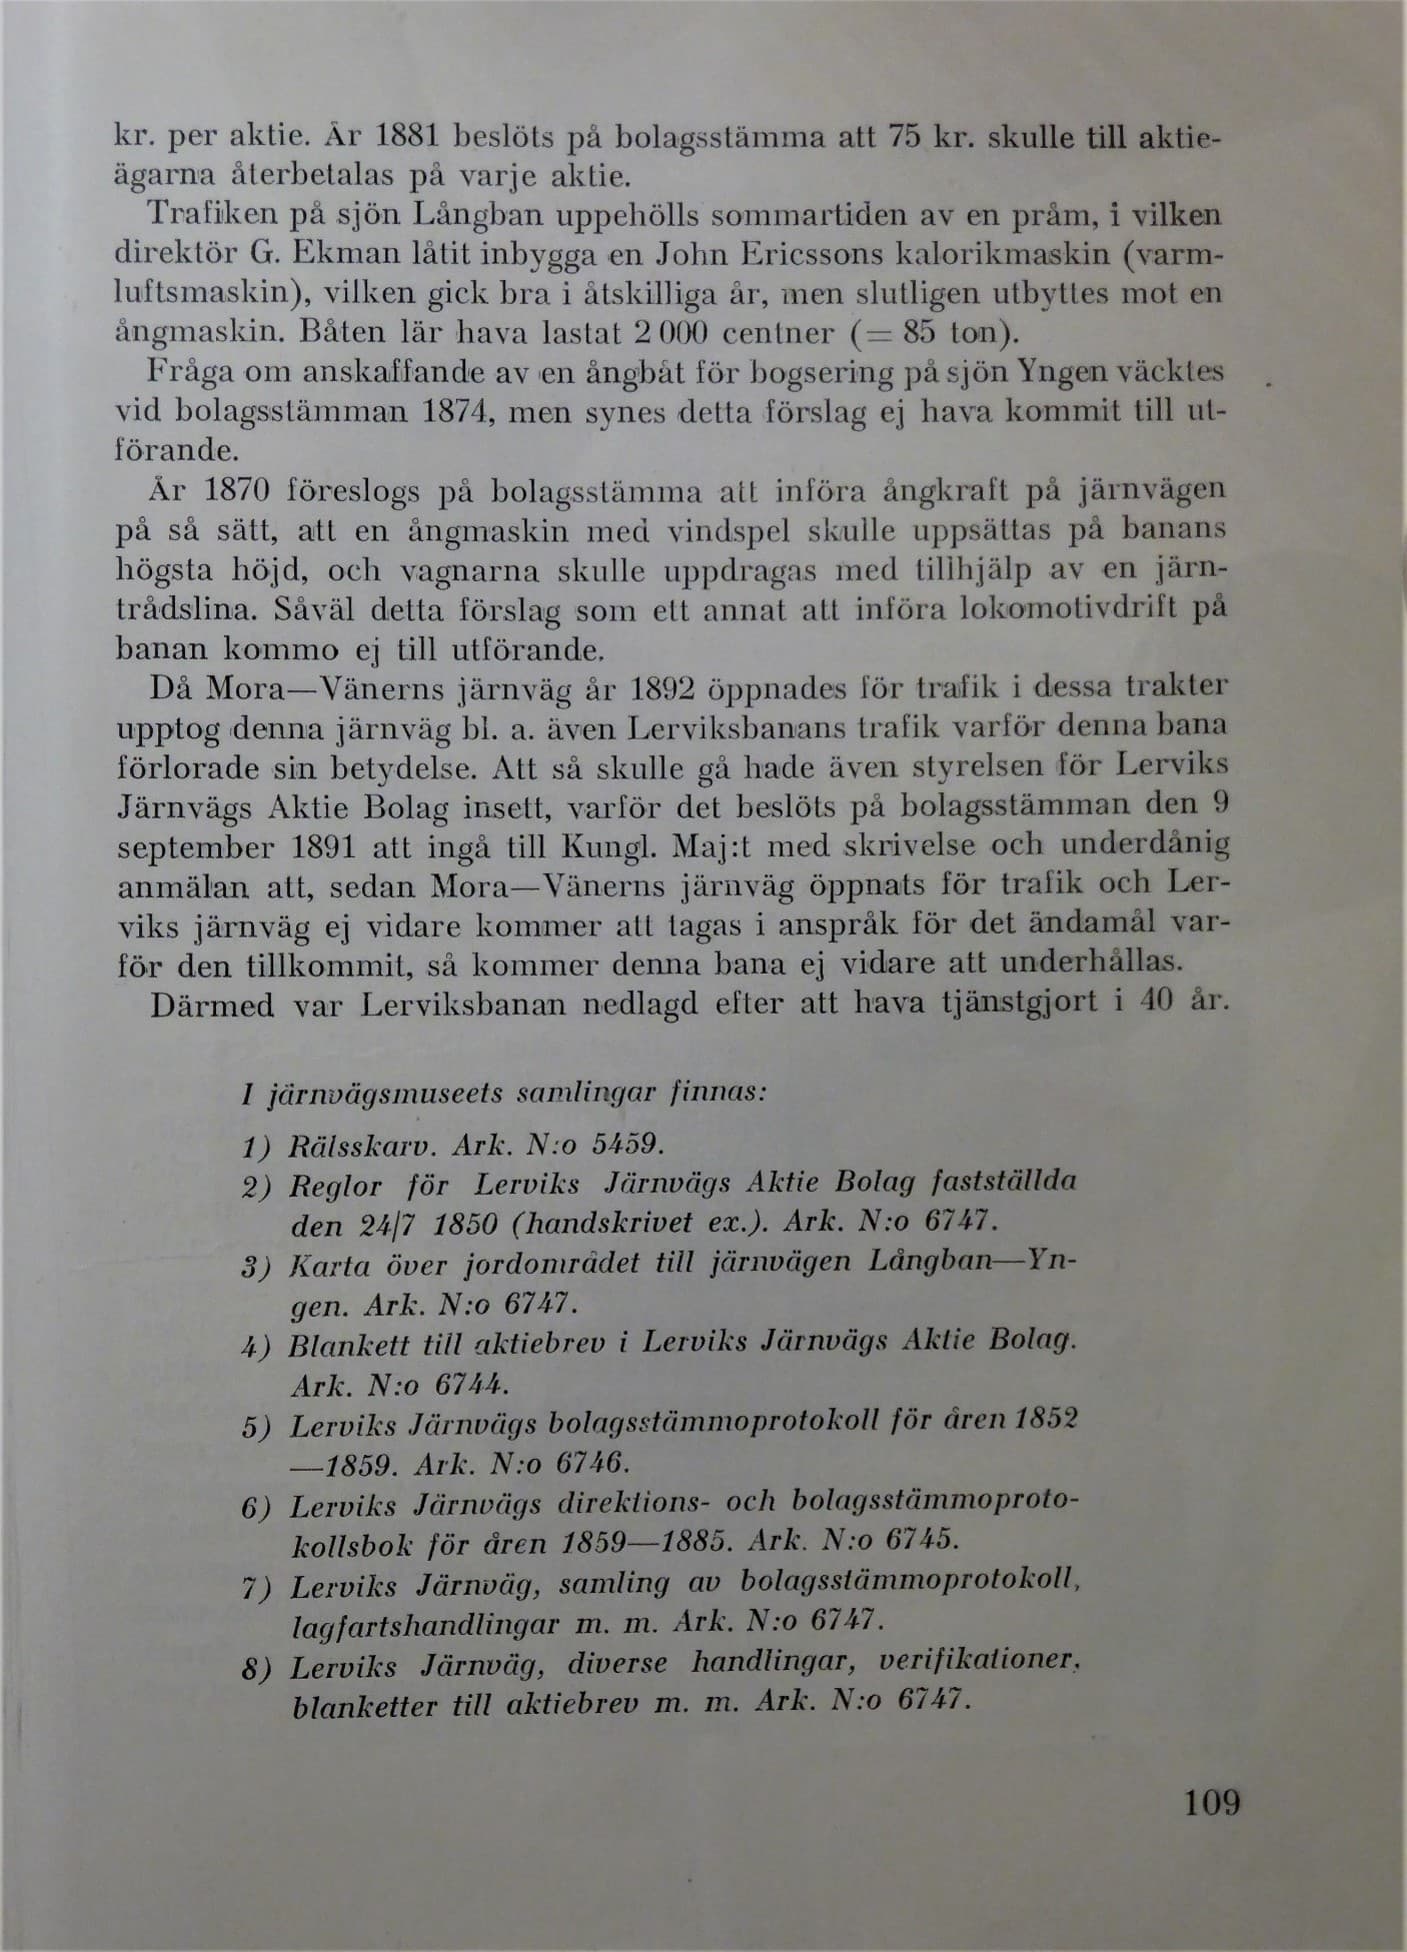 kr. per aktie. År 1881 beslöts på bolagsstämma att 75 kr. skulle till aktie-
ägarna återbetalas på varje aktie.
Trafiken på sjön Långban uppehölls sommartiden av en pråm, i vilken
direktör G. Ekman låtit inbygga en John Ericssons kalorikmaskin (varm-
luftsmaskin), vilken gick bra i åtskilliga år, men slutligen utbyttes mot en
ångmaskin. Båten lär hava lastat 2 000 centner (= 85 ton).
Fråga om anskaffande av en ångbåt för bogsering på sjön Yngen väcktes
vid bolagsstämman 1874, men synes detta förslag ej hava kommit till ut-
förande.
År 1870 föreslogs på bolagsstämma att införa ångkraft på järnvägen
på så sätt, att en ångmaskin med vindspel skulle uppsättas på banans
högsta höjd, och vagnarna skulle uppdragas med tillhjälp av en järn-
trådslina. Såväl detta förslag som ett annat att införa lokomotivdrift på
banan kommo ej till utförande.
Då Mora—Vänerns järnväg år 1892 öppnades för trafik i dessa trakter
upptog denna järnväg bl. a. även Lerviksbanans trafik varför denna bana
förlorade sin betydelse. Att så skulle gå hade även styrelsen för Lerviks
Järnvägs Aktie Bolag insett, varför det beslöts på bolagsstämman den 9
september 1891 att ingå till Kungl. Maj:t med skrivelse och underdånig
anmälan att, sedan Mora—Vänerns järnväg öppnats för trafik och Ler-
viks järnväg ej vidare kommer att tagas i anspråk för det ändamål var-
för den tillkommit, så kommer denna bana ej vidare att underhållas.
Därmed var Lerviksbanan nedlagd efter att hava tjänstgjort i 40 år.
I järnvägsmuseets samlingar finnas:
1) Rälsskarv. Ark. N:o 5459.
2) Reglor för Lerviks Järnvägs Aktie Bolag fastställda
den 24/7 1850 (handskrivet ex.). Ark. N:o 6747.
3) Karta över jordområdet till järnvägen Långban—Yn-
gen. Ark. N:o 6747.
4) Blankett till aktiebrev i Lerviks Järnvägs Aktie Bolag.
Ark. N:o 6744.
5) Lerviks Järnvägs bolagsstämmoprotokoll för åren 1852
—1859. Ark. N:o 6746.
6) Lerviks Järnvägs direktions- och bolagsstämmoproto-
kollsbok för åren 1859—1885. Ark. N:o 6745.
7) Lerviks Järnväg, samling av bolagsstämmoprotokoll,
lagfartshandlingar m. m. Ark. N:o 6747.
8) Lerviks Järnväg, diverse handlingar, verifikationer,
blanketter till aktiebrev m. m. Ark. N:o 6747.
109